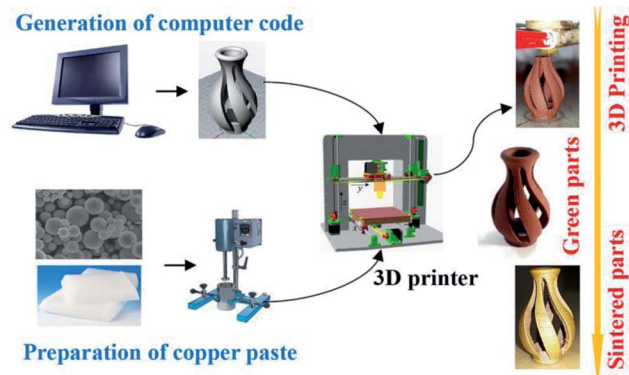 Generation of computer code
3D Printing
Green parts
y
z
x
3D printer
Sintered parts
Preparation of copper paste